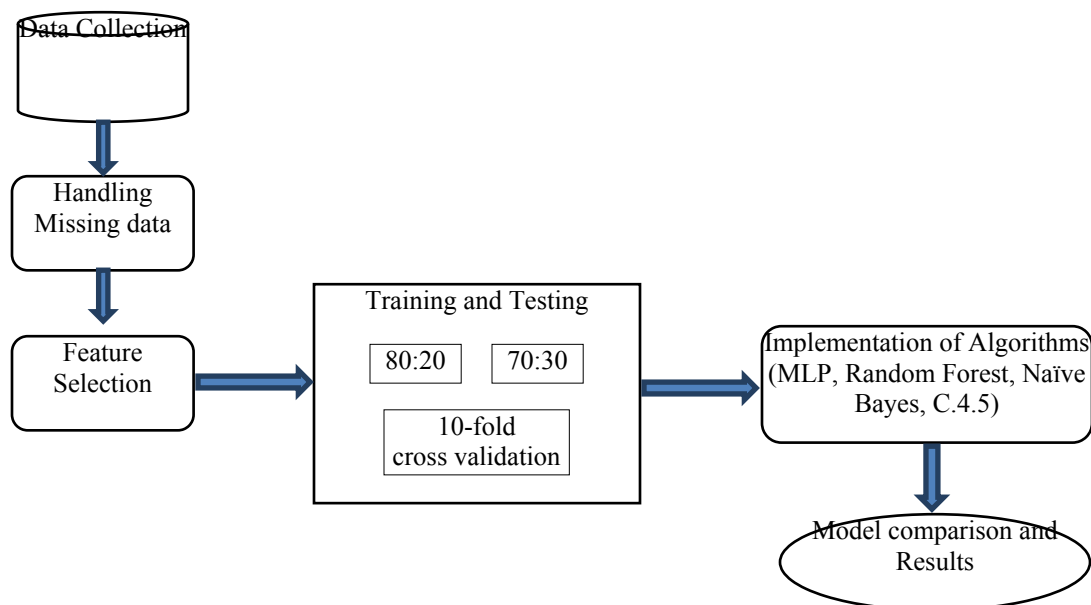 Data Collection
Handling
Missing data
Feature
Selection
Training and Testing
80:20
70:30
10-fold
cross validation
Implementation of Algorithms
(MLP, Random Forest, Naïve
Bayes, C.4.5)
Model comparison and
Results